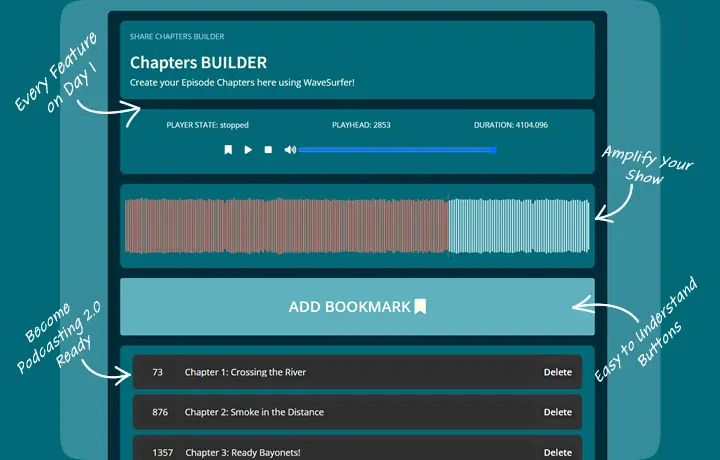 SHARE CHAPTERS BUILDER
Chapters BUILDER
Create your Episode Chapters here using WaveSurfer!
Every Feature
on Day 1
PLAYER STATE: stopped
PLAYHEAD: 2853
DURATION: 4104.096
Amplify Your
Show
ADD BOOKMARK
Become
Podcasting 2.0
Ready
Easy to Understand
Buttons
73 Chapter 1: Crossing the River Delete
876 Chapter 2: Smoke in the Distance Delete
1357 Chapter 3: Ready Bayonets! Delete